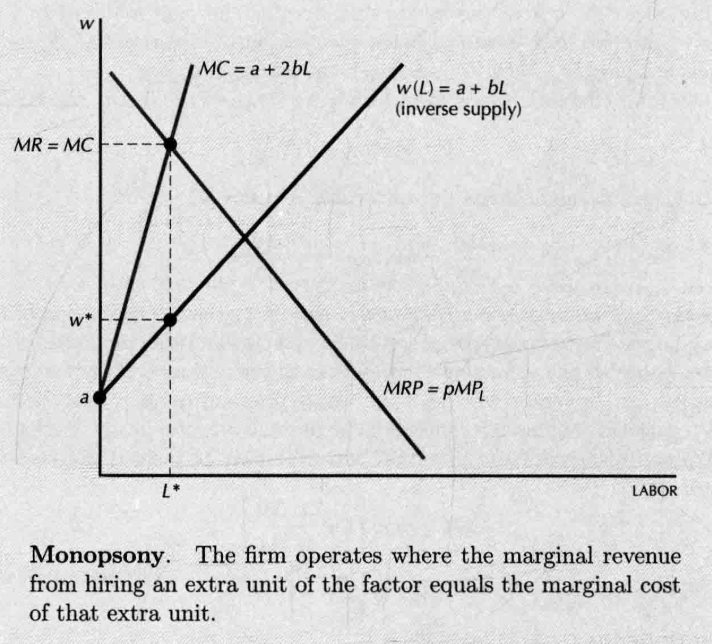 w
MC = a + 2bL
w(L) = a + bL
(inverse supply)
MR = MC
w*
a
MRP = pMP_L
L*
LABOR
Monopsony. The firm operates where the marginal revenue
from hiring an extra unit of the factor equals the marginal cost
of that extra unit.